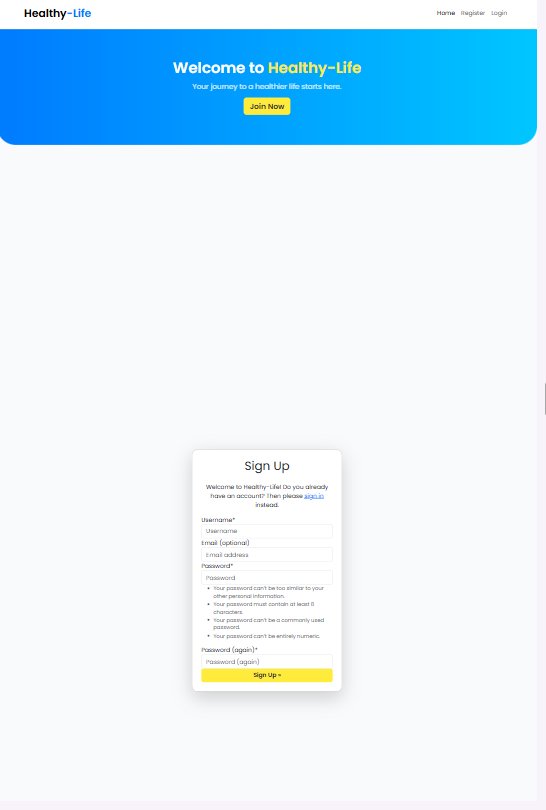 Healthy-Life
Home Register Login
Welcome to Healthy-Life
Your journey to a healthier life starts here.
Join Now
Sign Up
Welcome to Healthy-Life! Do you already
have an account? Then please sign in
instead.
Username*
Username
Email (optional)
Email address
Password*
Password
Your password can't be too similar to your
other personal information.
Your password must contain at least 8
characters.
Your password can't be a commonly used
password.
Your password can't be entirely numeric.
Password (again)*
Password (again)
Sign Up »